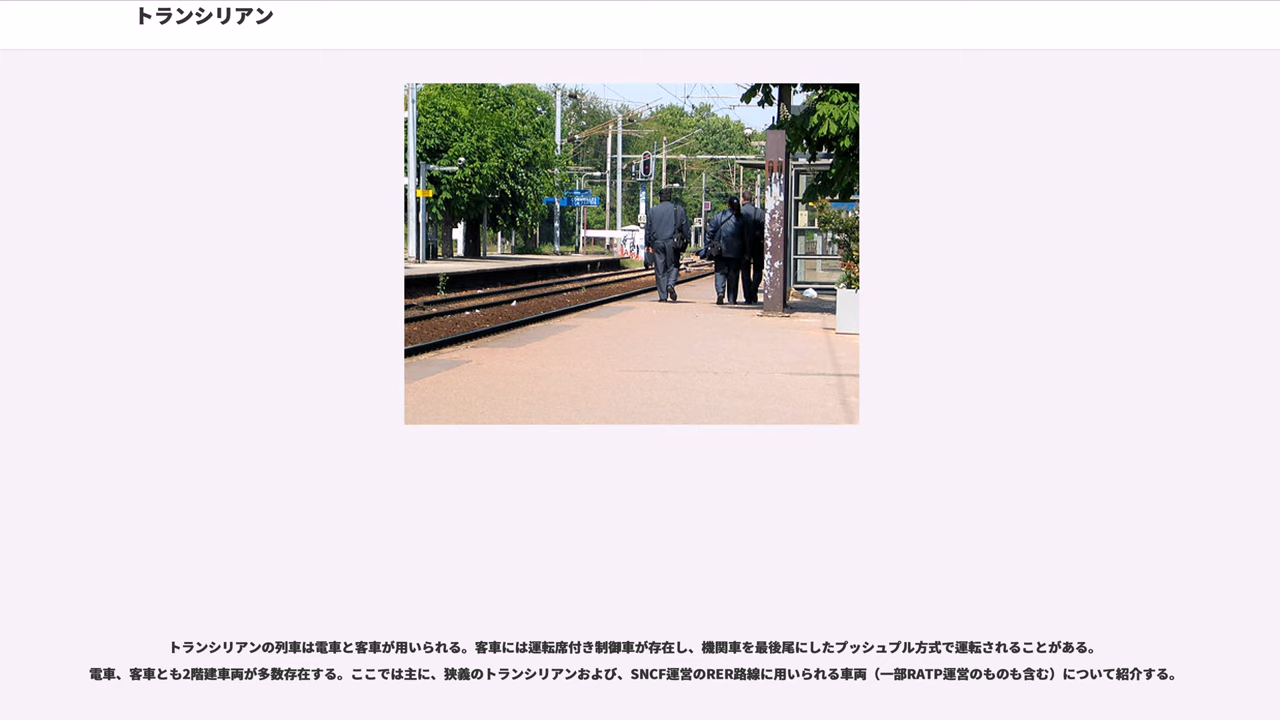 トランシリアン
トランシリアンの列車は電車と客車が用いられる。客車には運転席付き制御車が存在し、機関車を最後尾にしたプッシュプル方式で運転されることがある。
電車、客車とも2階建車両が多数存在する。ここでは主に、狭義のトランシリアンおよび、SNCF運営のRER路線に用いられる車両（一部RATP運営のものも含む）について紹介する。